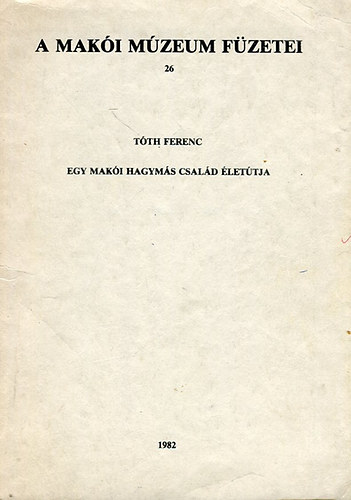 A MAKÓI MÚZEUM FÜZETEI
26
TÓTH FERENC
EGY MAKÓI HAGYMÁS CSALÁD ÉLETÚTJA
1982